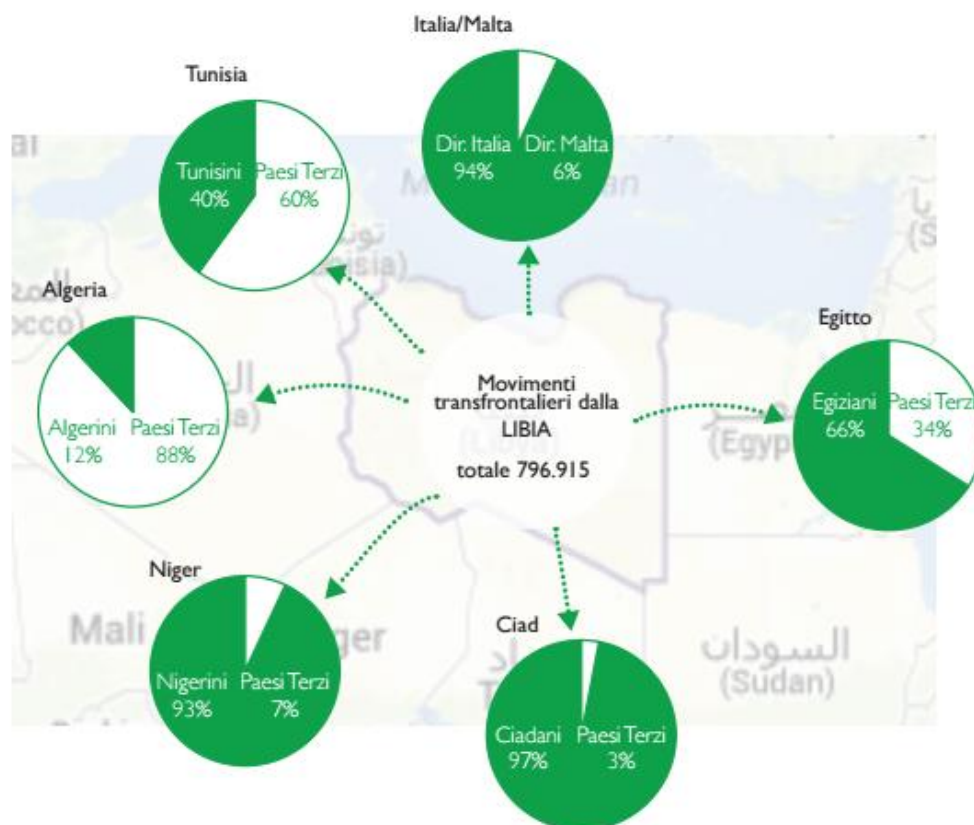 Italia/Malta
Dir. Italia
94%
Dir. Malta
6%
Tunisia
Tunisini
40%
Paesi Terzi
60%
Algeria
Algerini
12%
Paesi Terzi
88%
Egitto
Egiziani
66%
Paesi Terzi
34%
Movimenti
transfrontalieri dalla
LIBIA
totale 796.915
Niger
Nigerini
93%
Paesi Terzi
7%
Ciad
Ciadani
97%
Paesi Terzi
3%
Mali
السودان
(Sudan)